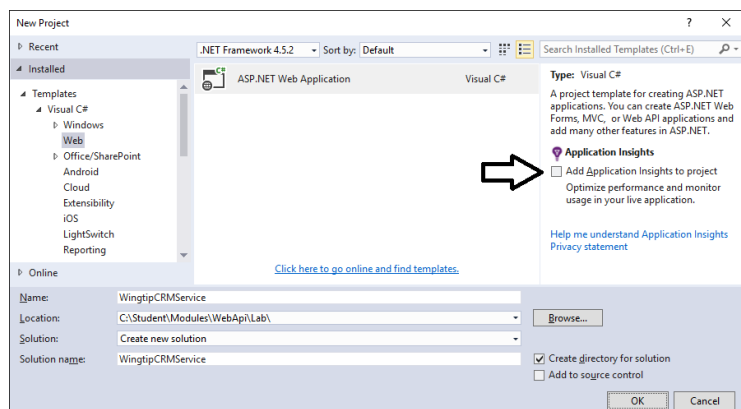 New Project
? 
Recent
.NET Framework 4.5.2
Sort by: Default
Search Installed Templates (Ctrl+E)
Installed
Templates
Visual C#
Windows
Web
Office/SharePoint
Android
Cloud
Extensibility
iOS
LightSwitch
Reporting
Online
C#
ASP.NET Web Application
Visual C#
Click here to go online and find templates.
Type: Visual C#
A project template for creating ASP.NET
applications. You can create ASP.NET Web
Forms, MVC, or Web API applications and
add many other features in ASP.NET.
Application Insights
Add Application Insights to project
Optimize performance and monitor
usage in your live application.
Help me understand Application Insights
Privacy statement
Name: WingtipCRMService
Location: C:\Student\Modules\WebApi\Lab\
Browse...
Solution: Create new solution
Solution name: WingtipCRMService
Create directory for solution
Add to source control
OK
Cancel